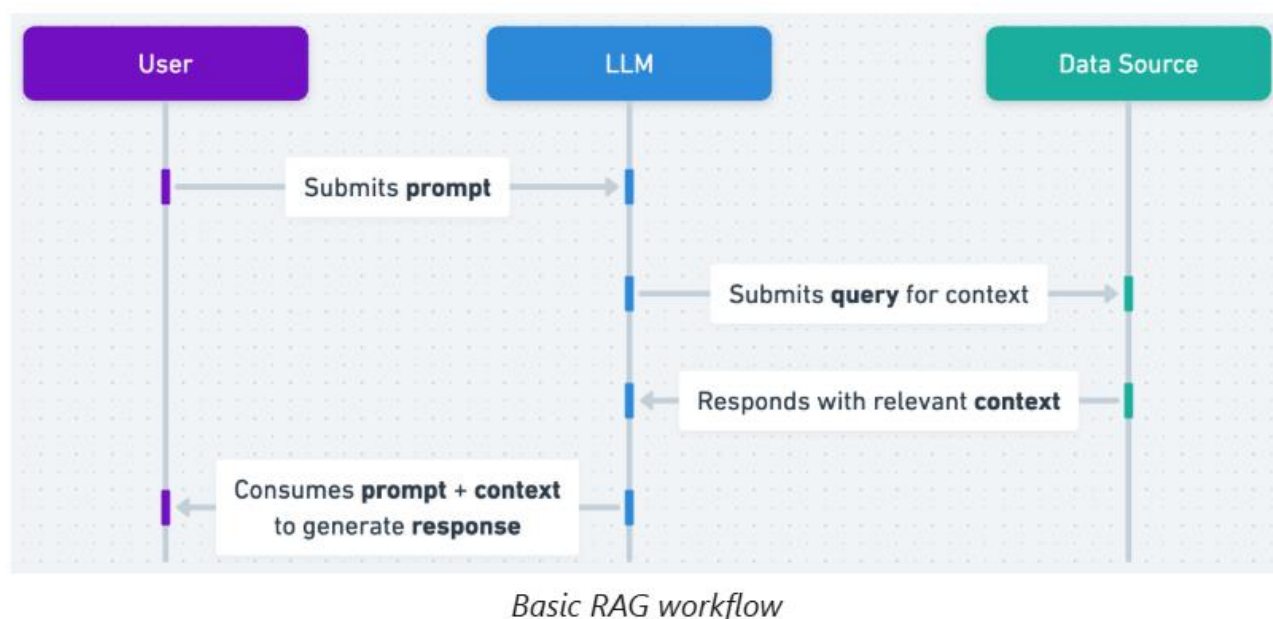 User
LLM
Data Source
Submits prompt
Submits query for context
Responds with relevant context
Consumes prompt + context
to generate response
Basic RAG workflow